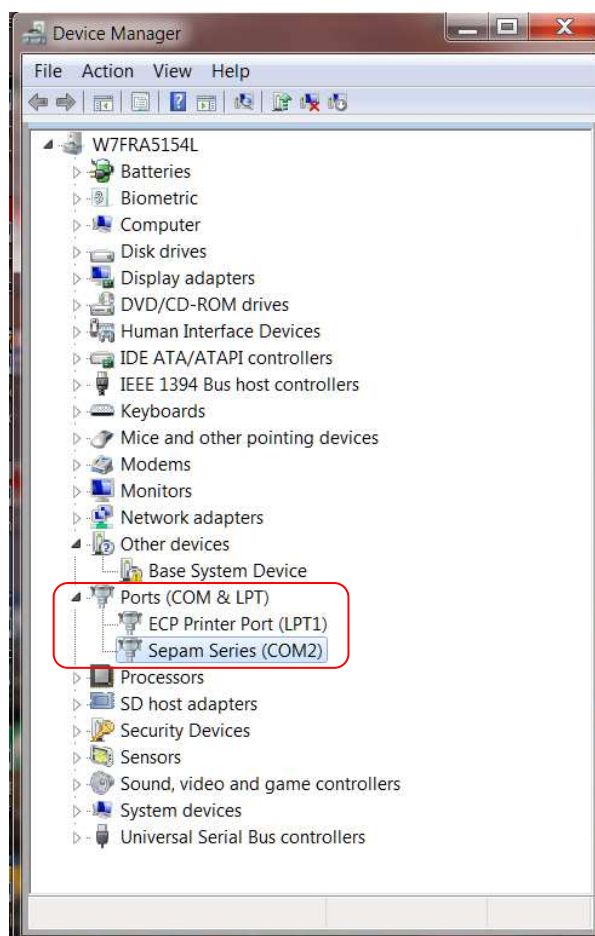 Device Manager
File Action View Help
W7FRA5154L
Batteries
Biometric
Computer
Disk drives
Display adapters
DVD/CD-ROM drives
Human Interface Devices
IDE ATA/ATAPI controllers
IEEE 1394 Bus host controllers
Keyboards
Mice and other pointing devices
Modems
Monitors
Network adapters
Other devices
Base System Device
Ports (COM & LPT)
ECP Printer Port (LPT1)
Sepam Series (COM2)
Processors
SD host adapters
Security Devices
Sensors
Sound, video and game controllers
System devices
Universal Serial Bus controllers